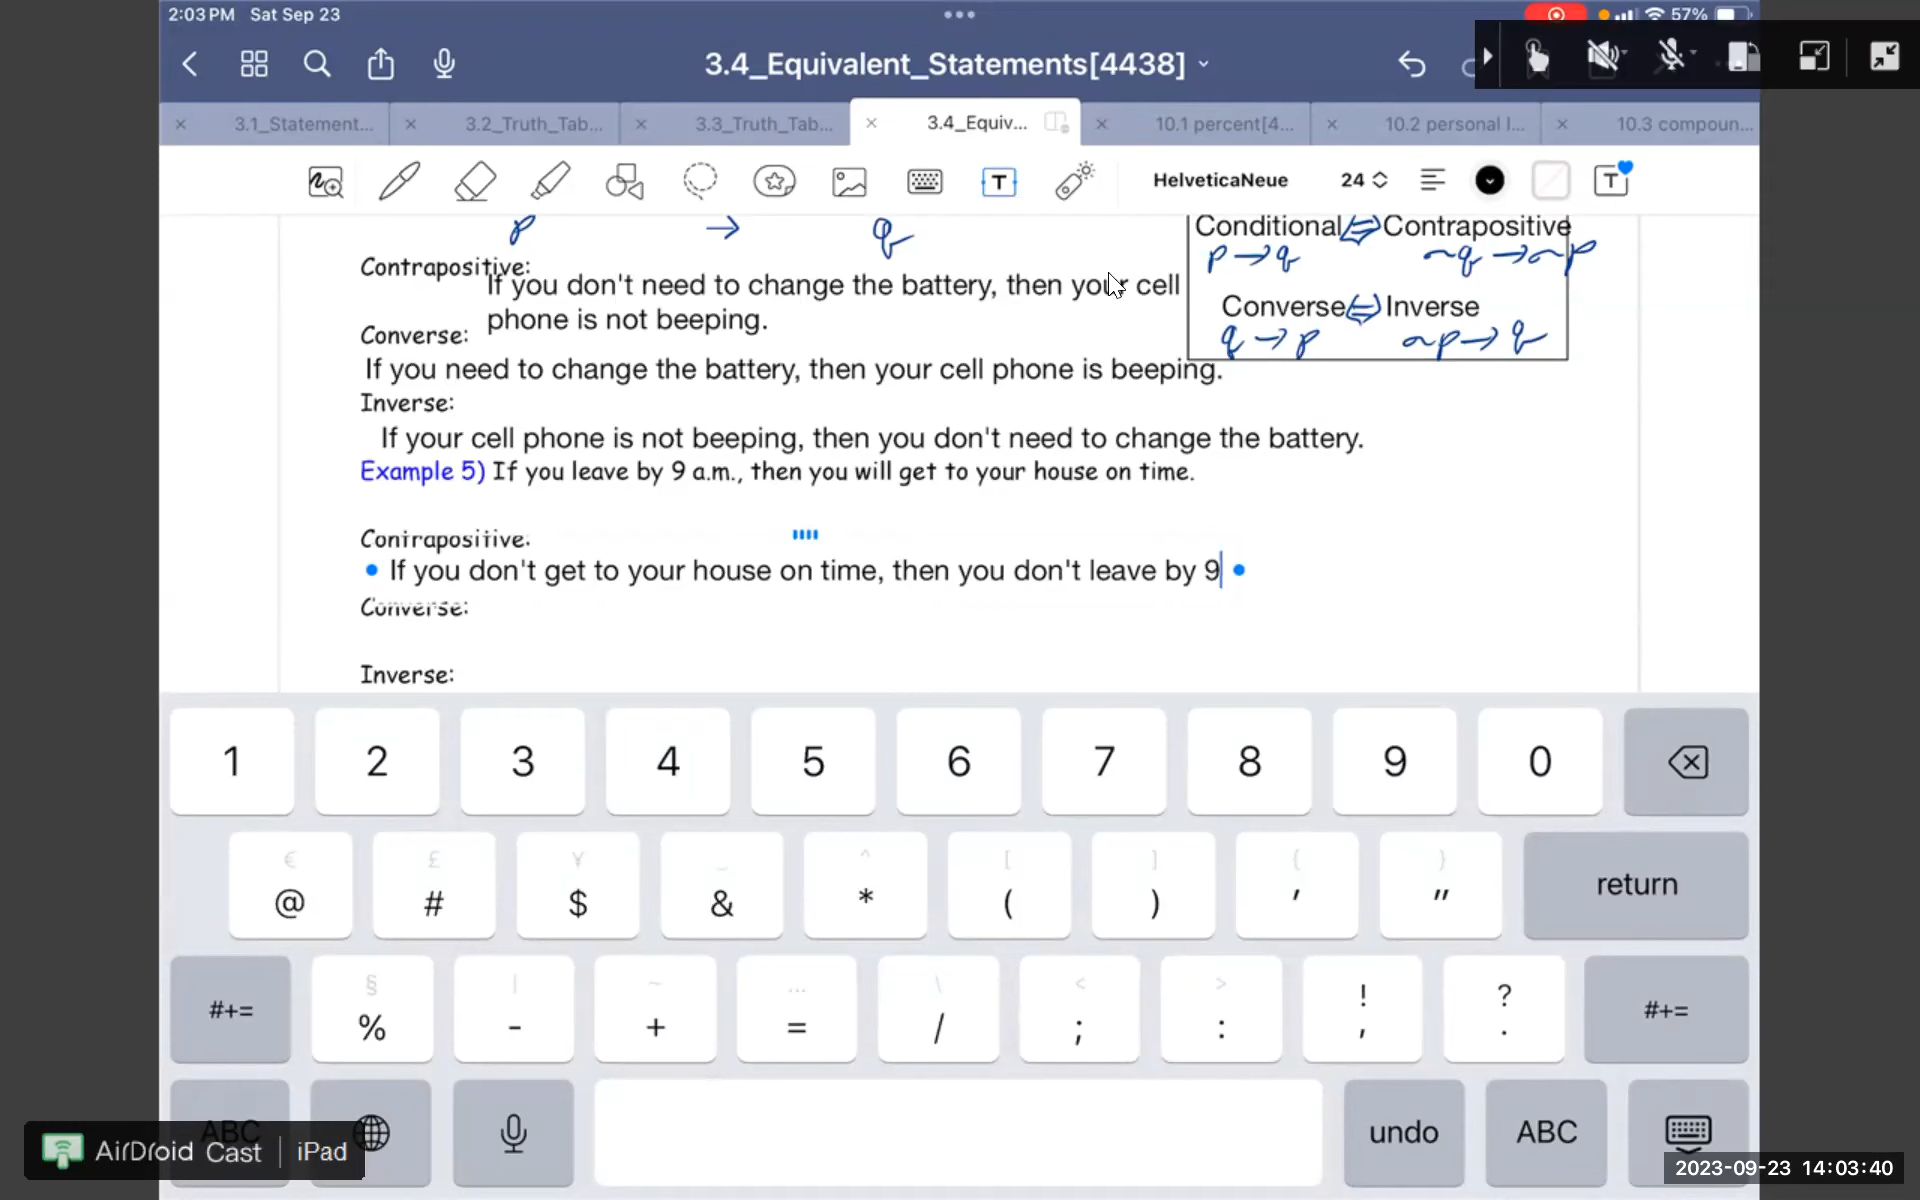 2:03 PM Sat Sep 23
57%
3.4_Equivalent_Statements[4438]
3.1_Statement... 3.2_Truth_Tab... 3.3_Truth_Tab... 3.4_Equiv... 10.1 percent[4... 10.2 personal l... 10.3 compoun...
HelveticaNeue 24
p → q
Conditional ⇔ Contrapositive
p → q ~q → ~p
Contrapositive:
If you don't need to change the battery, then your cell
phone is not beeping.
Converse ⇔ Inverse
q → p ~p → q
Converse:
If you need to change the battery, then your cell phone is beeping.
Inverse:
If your cell phone is not beeping, then you don't need to change the battery.
Example 5) If you leave by 9 a.m., then you will get to your house on time.
Contrapositive:
If you don't get to your house on time, then you don't leave by 9
Converse:
Inverse:
1 2 3 4 5 6 7 8 9 0
€ £ ¥ _ ^ [ ] { }
@ # $ & * ( ) ' " return
§ | ~ … \ < > ! ?
#+= % - + = / ; : , . #+=
ABC undo ABC
AirDroid Cast | iPad
2023-09-23 14:03:40